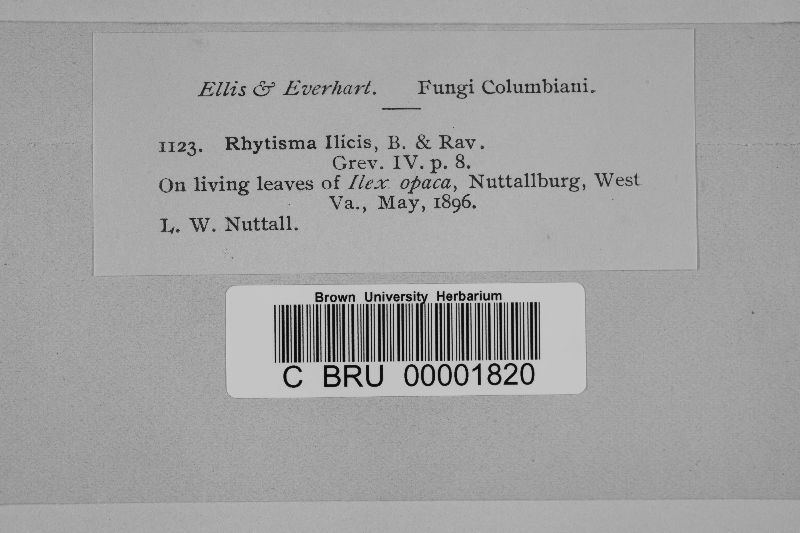 Ellis & Everhart. Fungi Columbiani.
1123. Rhytisma Ilicis, B. & Rav.
Grev. IV. p. 8.
On living leaves of Ilex opaca, Nuttallburg, West
Va., May, 1896.
L. W. Nuttall.
Brown University Herbarium
C BRU 00001820